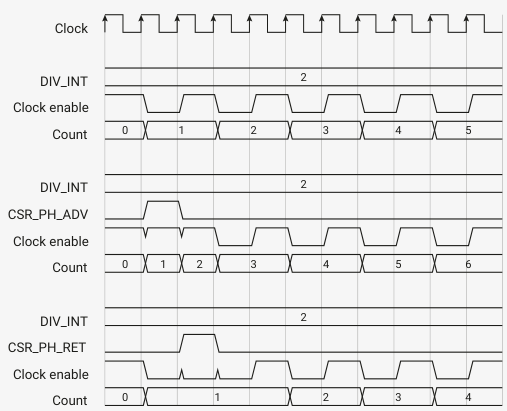 Clock
DIV_INT 2
Clock enable
Count 0 1 2 3 4 5
DIV_INT 2
CSR_PH_ADV
Clock enable
Count 0 1 2 3 4 5 6
DIV_INT 2
CSR_PH_RET
Clock enable
Count 0 1 2 3 4